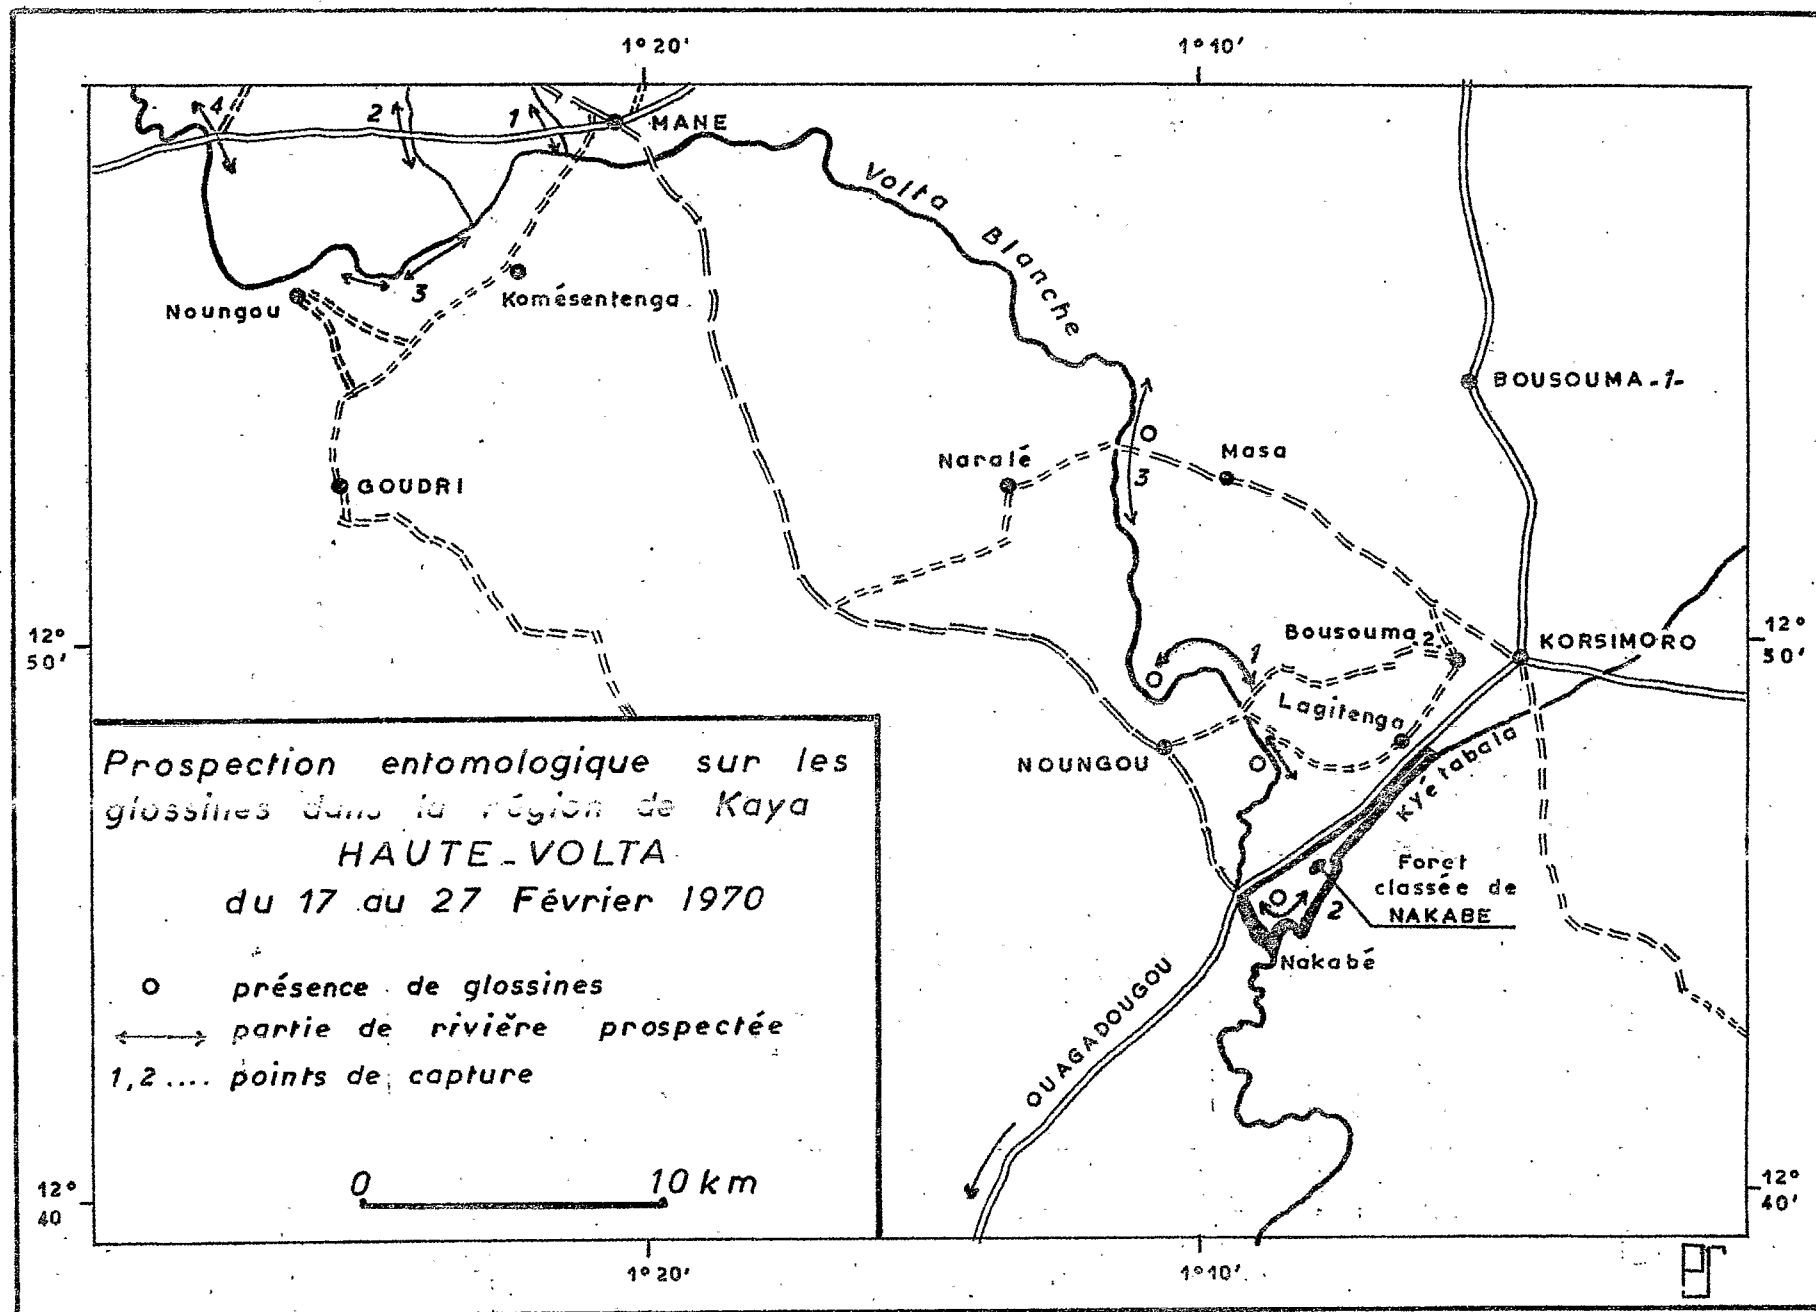 1° 20'
1° 10'
4
2
1
MANE
Volta Blanche
3
Noungou
Komésentenga
BOUSOUMA-1-
Naralé
Masa
3
GOUDRI
12°
50'
12°
50'
Bousouma 2
KORSIMORO
1
Lagitenga
NOUNGOU
Kyétabala
Prospection entomologique sur les
glossines dans la région de Kaya
HAUTE-VOLTA
du 17 au 27 Février 1970
Foret
classée de
NAKABE
2
Nakabé
présence de glossines
partie de rivière prospectée
1,2.... points de capture
OUAGADOUGOU
0 10 km
12°
40
12°
40'
1° 20'
1° 10'